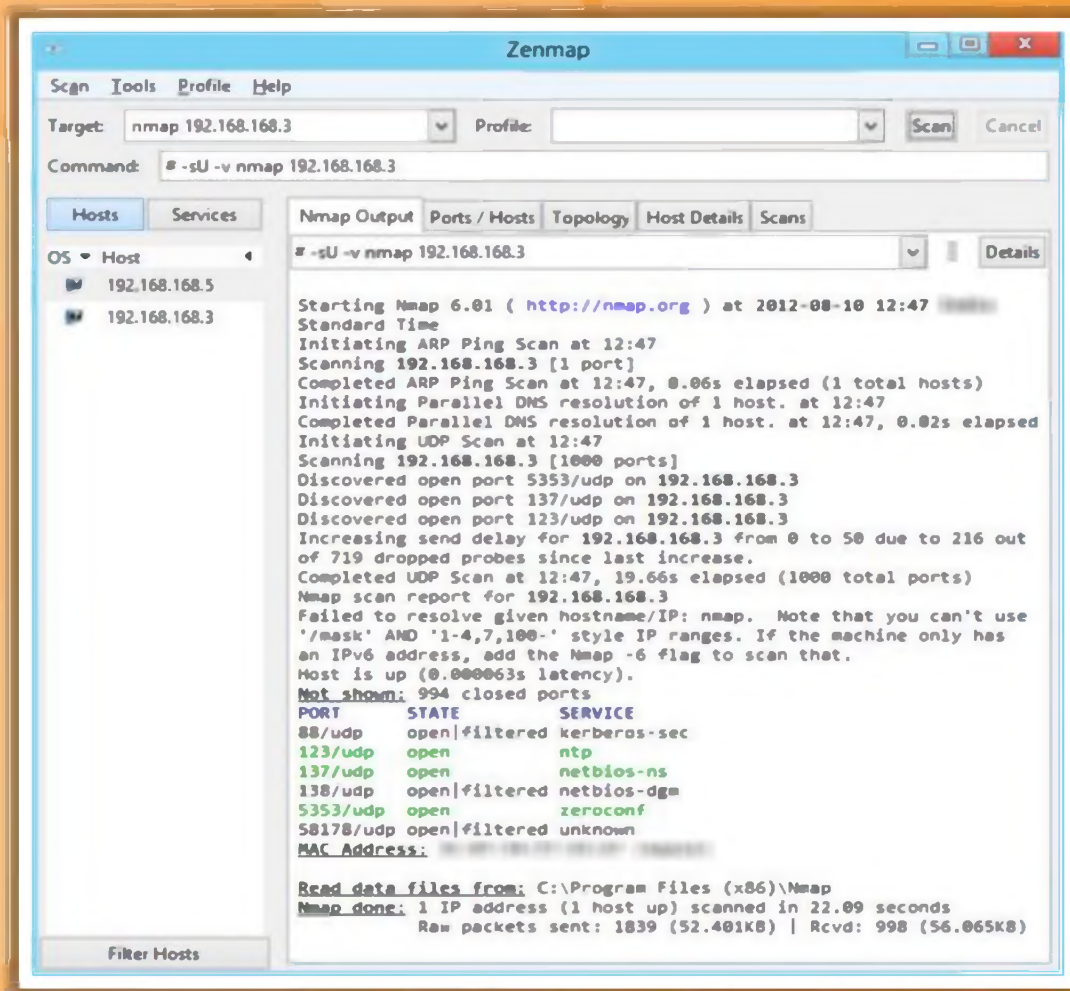 Zenmap
Scan Tools Profile Help
Target: nmap 192.168.168.3 Profile: Scan Cancel
Command: # -sU -v nmap 192.168.168.3
Hosts Services
OS Host
192.168.168.5
192.168.168.3
Filter Hosts
Nmap Output Ports / Hosts Topology Host Details Scans
# -sU -v nmap 192.168.168.3 Details
Starting Nmap 6.01 ( http://nmap.org ) at 2012-08-10 12:47
Standard Time
Initiating ARP Ping Scan at 12:47
Scanning 192.168.168.3 [1 port]
Completed ARP Ping Scan at 12:47, 0.06s elapsed (1 total hosts)
Initiating Parallel DNS resolution of 1 host. at 12:47
Completed Parallel DNS resolution of 1 host. at 12:47, 0.02s elapsed
Initiating UDP Scan at 12:47
Scanning 192.168.168.3 [1000 ports]
Discovered open port 5353/udp on 192.168.168.3
Discovered open port 137/udp on 192.168.168.3
Discovered open port 123/udp on 192.168.168.3
Increasing send delay for 192.168.168.3 from 0 to 50 due to 216 out
of 719 dropped probes since last increase.
Completed UDP Scan at 12:47, 19.66s elapsed (1000 total ports)
Nmap scan report for 192.168.168.3
Failed to resolve given hostname/IP: nmap. Note that you can't use
'/mask' AND '1-4,7,100-' style IP ranges. If the machine only has
an IPv6 address, add the Nmap -6 flag to scan that.
Host is up (0.000063s latency).
Not shown: 994 closed ports
PORT STATE SERVICE
88/udp open|filtered kerberos-sec
123/udp open ntp
137/udp open netbios-ns
138/udp open|filtered netbios-dgm
5353/udp open zeroconf
58178/udp open|filtered unknown
MAC Address:
Read data files from: C:\Program Files (x86)\Nmap
Nmap done: 1 IP address (1 host up) scanned in 22.09 seconds
Raw packets sent: 1839 (52.401KB) | Rcvd: 998 (56.065KB)